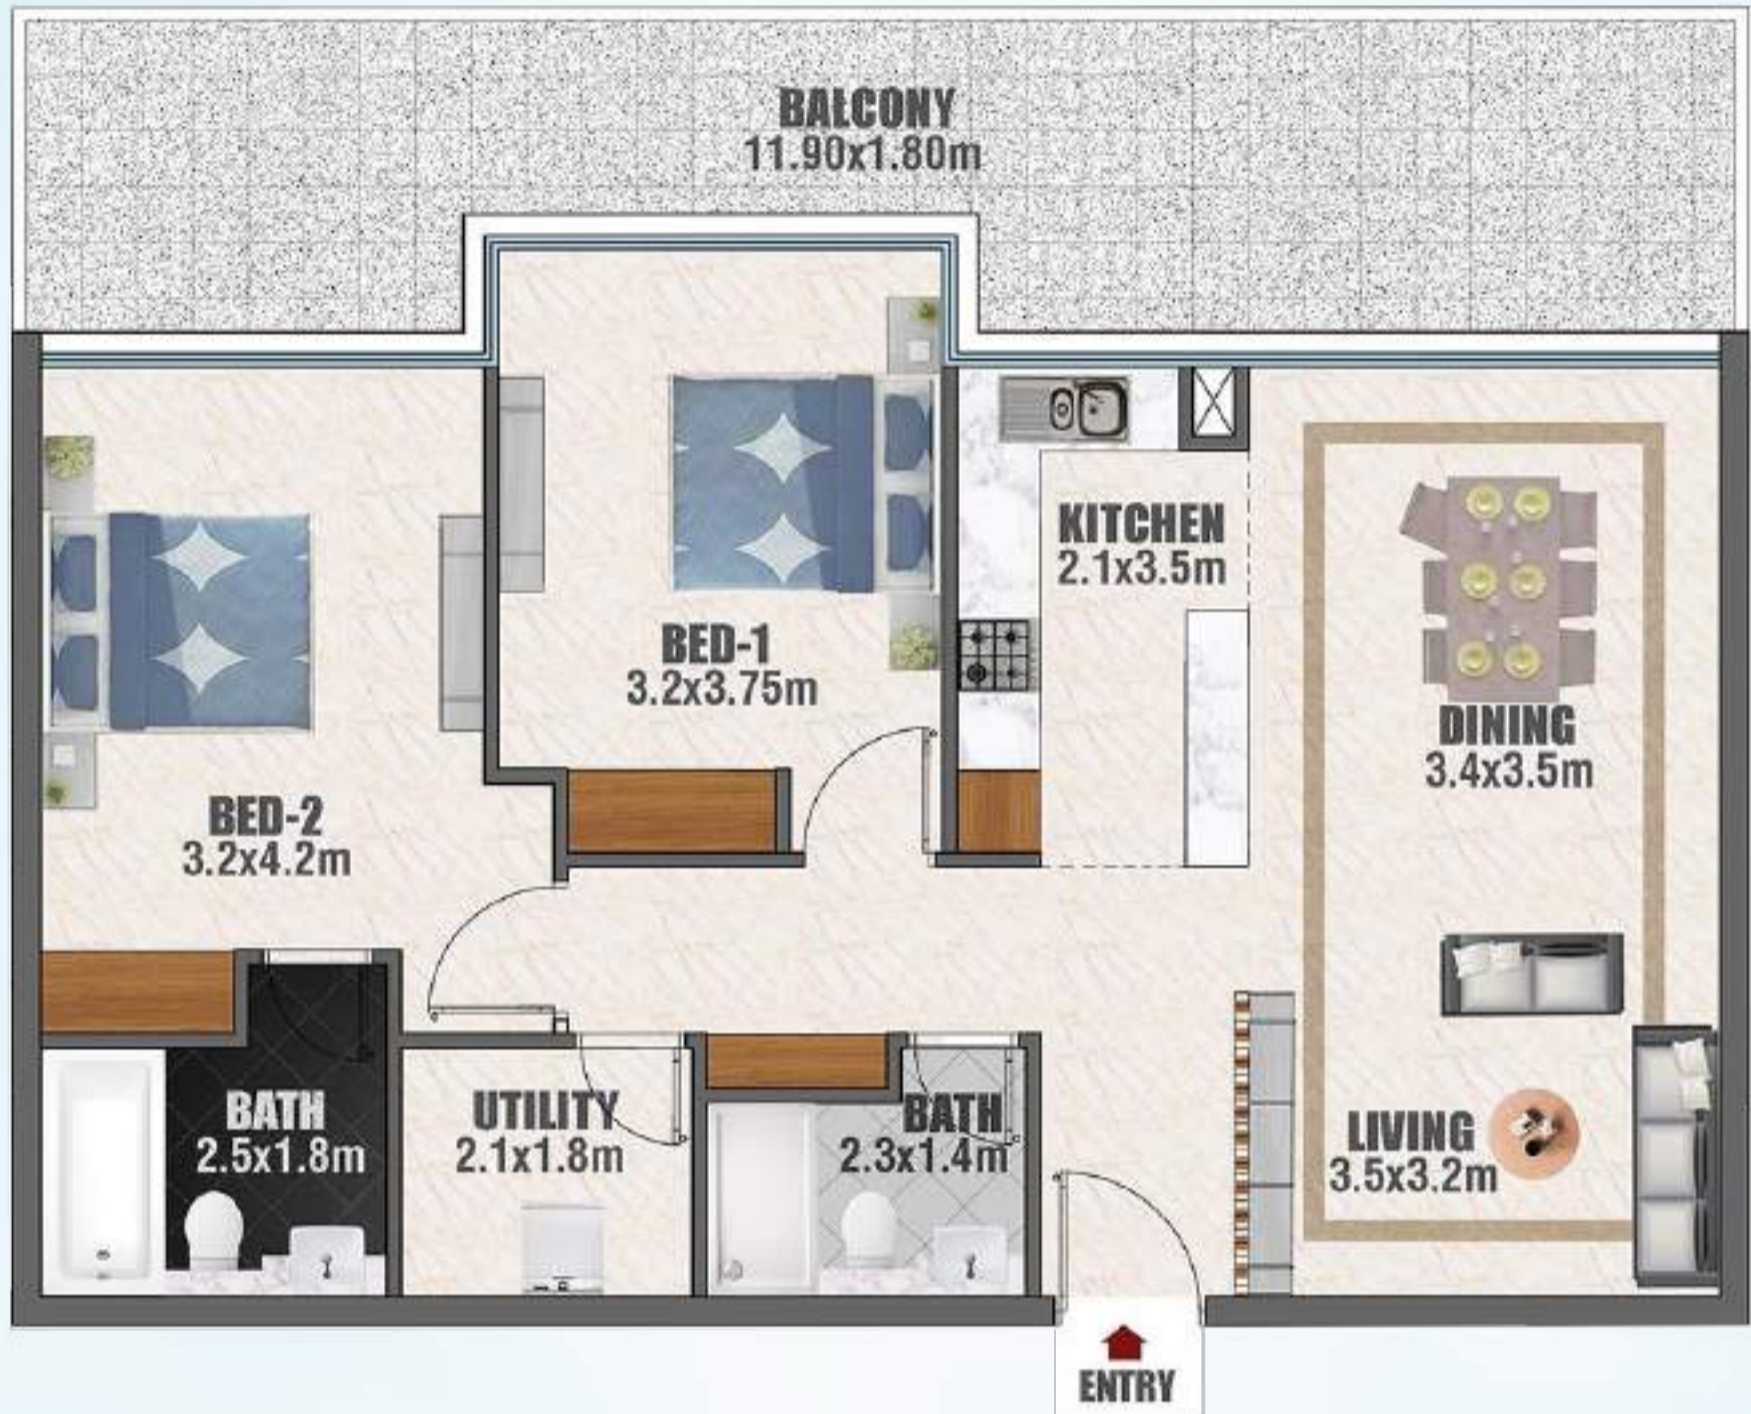 BALCONY
11.90x1.80m
KITCHEN
2.1x3.5m
BED-1
3.2x3.75m
DINING
3.4x3.5m
BED-2
3.2x4.2m
BATH
2.5x1.8m
UTILITY
2.1x1.8m
BATH
2.3x1.4m
LIVING
3.5x3.2m
ENTRY